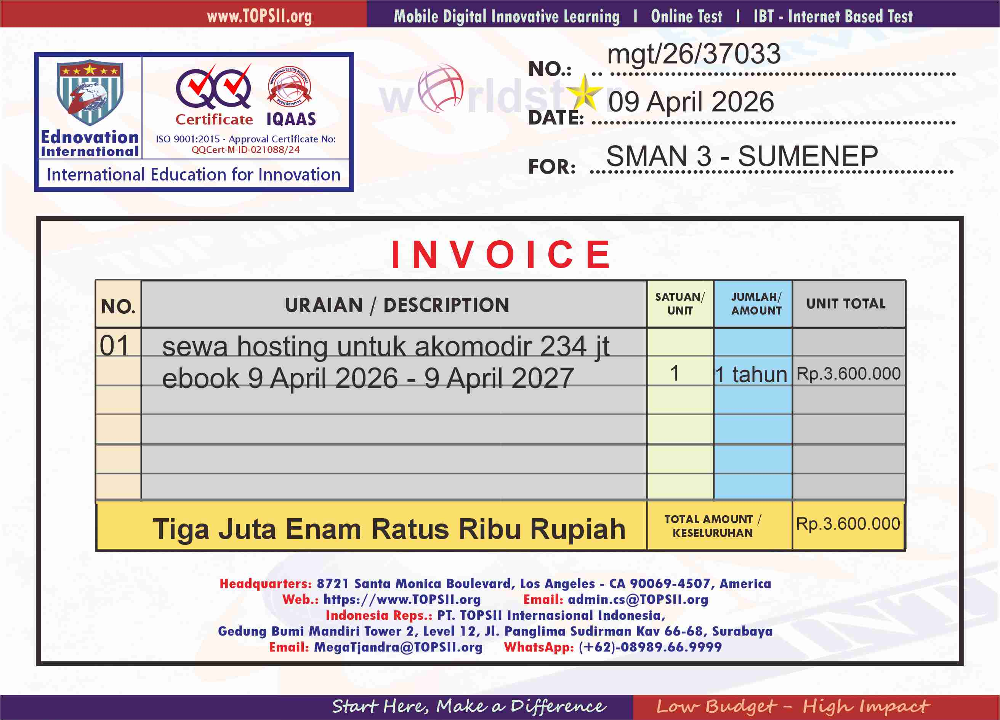 www.TOPSII.org
Mobile Digital Innovative Learning I Online Test I IBT - Internet Based Test
Ednovation
International
QQ
Certificate
International Quality Assurance
Audit Services
IQAAS
ISO 9001:2015 - Approval Certificate No:
QQCert-M-ID-021088/24
International Education for Innovation
worldstar
NO.: mgt/26/37033
DATE: 09 April 2026
FOR: SMAN 3 - SUMENEP
INVOICE
NO. URAIAN / DESCRIPTION SATUAN/ UNIT JUMLAH/ AMOUNT UNIT TOTAL
01 sewa hosting untuk akomodir 234 jt
ebook 9 April 2026 - 9 April 2027 1 1 tahun Rp.3.600.000
Tiga Juta Enam Ratus Ribu Rupiah TOTAL AMOUNT / KESELURUHAN Rp.3.600.000
Headquarters: 8721 Santa Monica Boulevard, Los Angeles - CA 90069-4507, America
Web.: https://www.TOPSII.org Email: admin.cs@TOPSII.org
Indonesia Reps.: PT. TOPSII Internasional Indonesia,
Gedung Bumi Mandiri Tower 2, Level 12, Jl. Panglima Sudirman Kav 66-68, Surabaya
Email: MegaTjandra@TOPSII.org WhatsApp: (+62)-08989.66.9999
Start Here, Make a Difference
Low Budget - High Impact